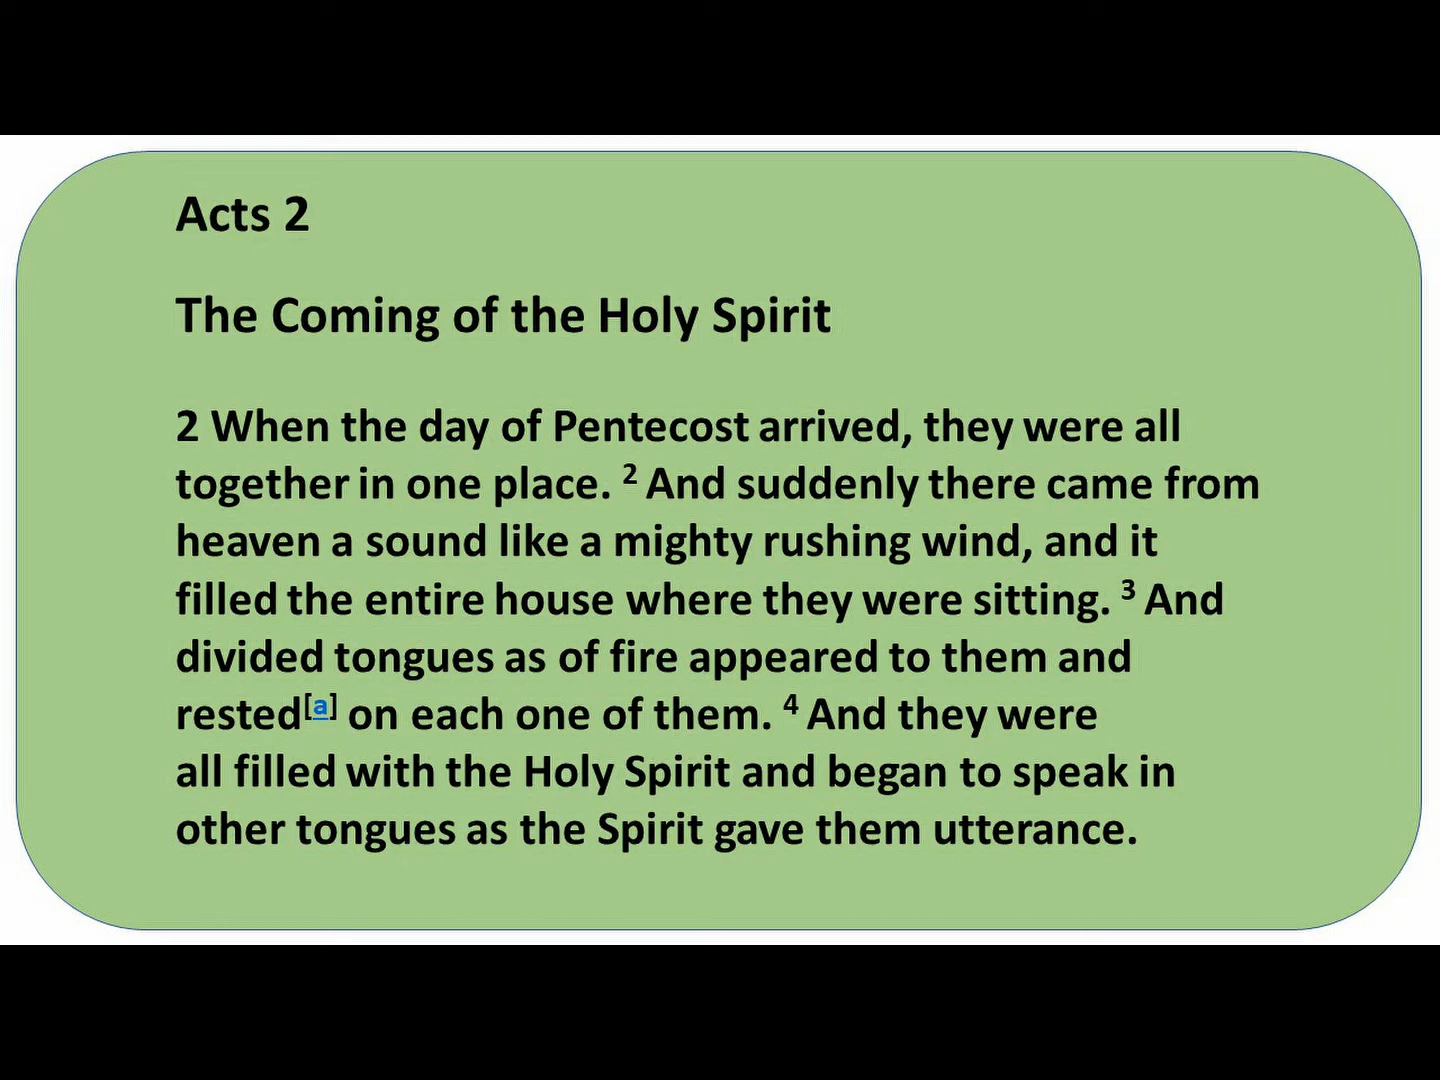 Acts 2
The Coming of the Holy Spirit
2 When the day of Pentecost arrived, they were all
together in one place. 2 And suddenly there came from
heaven a sound like a mighty rushing wind, and it
filled the entire house where they were sitting. 3 And
divided tongues as of fire appeared to them and
rested[a] on each one of them. 4 And they were
all filled with the Holy Spirit and began to speak in
other tongues as the Spirit gave them utterance.